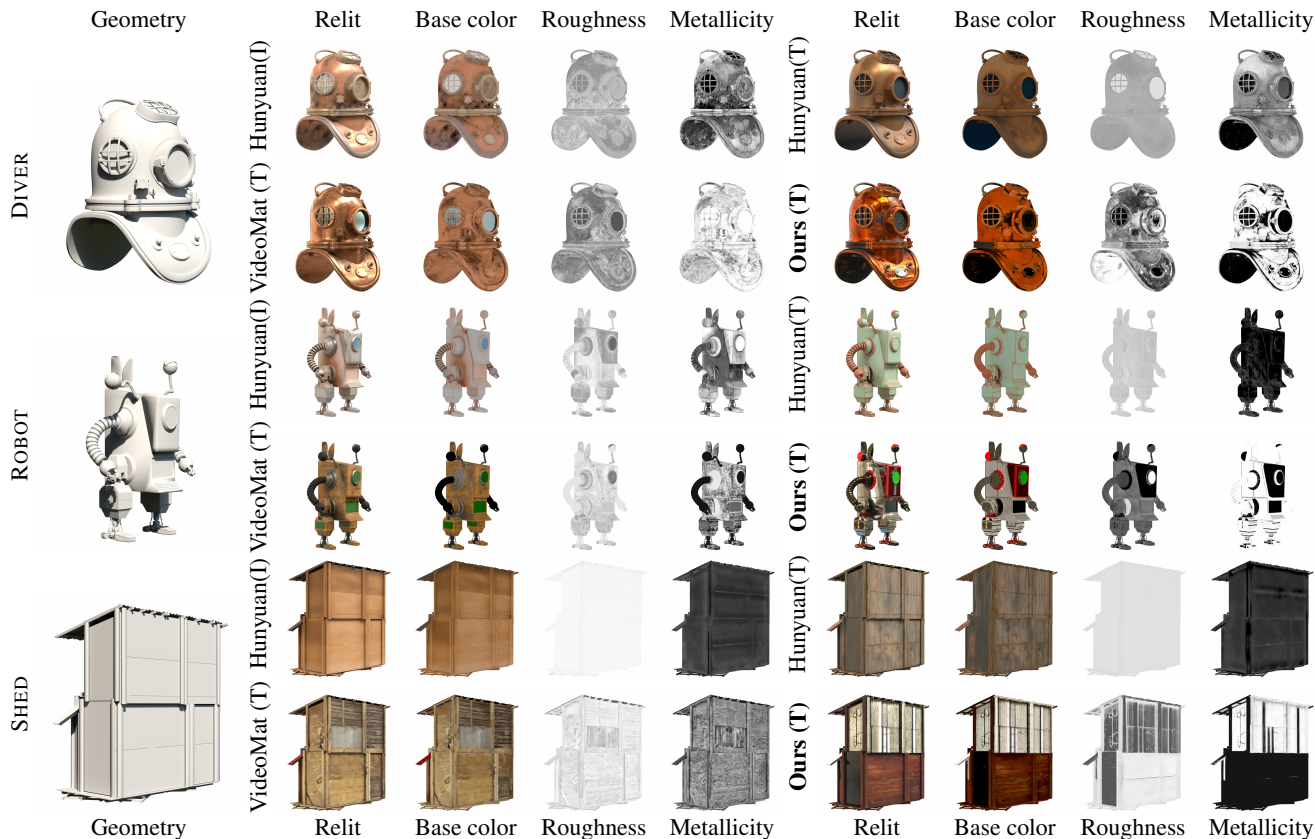 Geometry Relit Base color Roughness Metallicity Relit Base color Roughness Metallicity
DIVER
Hunyuan(I)
Hunyuan(T)
VideoMat (T)
Ours (T)
ROBOT
Hunyuan(I)
Hunyuan(T)
VideoMat (T)
Ours (T)
SHED
Hunyuan(I)
Hunyuan(T)
VideoMat (T)
Ours (T)
Geometry Relit Base color Roughness Metallicity Relit Base color Roughness Metallicity